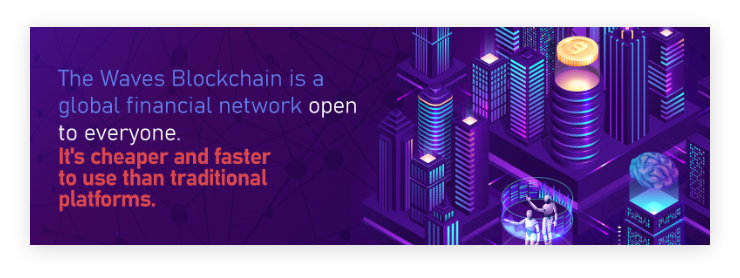 The Waves Blockchain is a
global financial network open
to everyone.
It's cheaper and faster
to use than traditional
platforms.